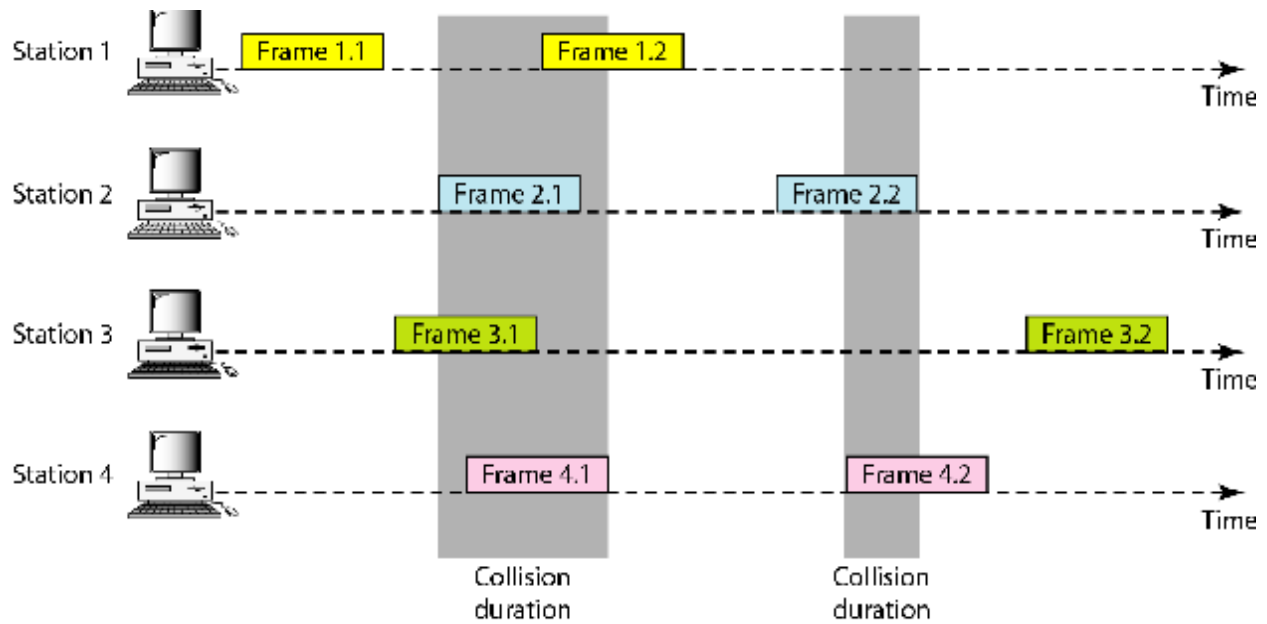 Station 1
Frame 1.1
Frame 1.2
Time
Station 2
Frame 2.1
Frame 2.2
Time
Station 3
Frame 3.1
Frame 3.2
Time
Station 4
Frame 4.1
Frame 4.2
Time
Collision
duration
Collision
duration